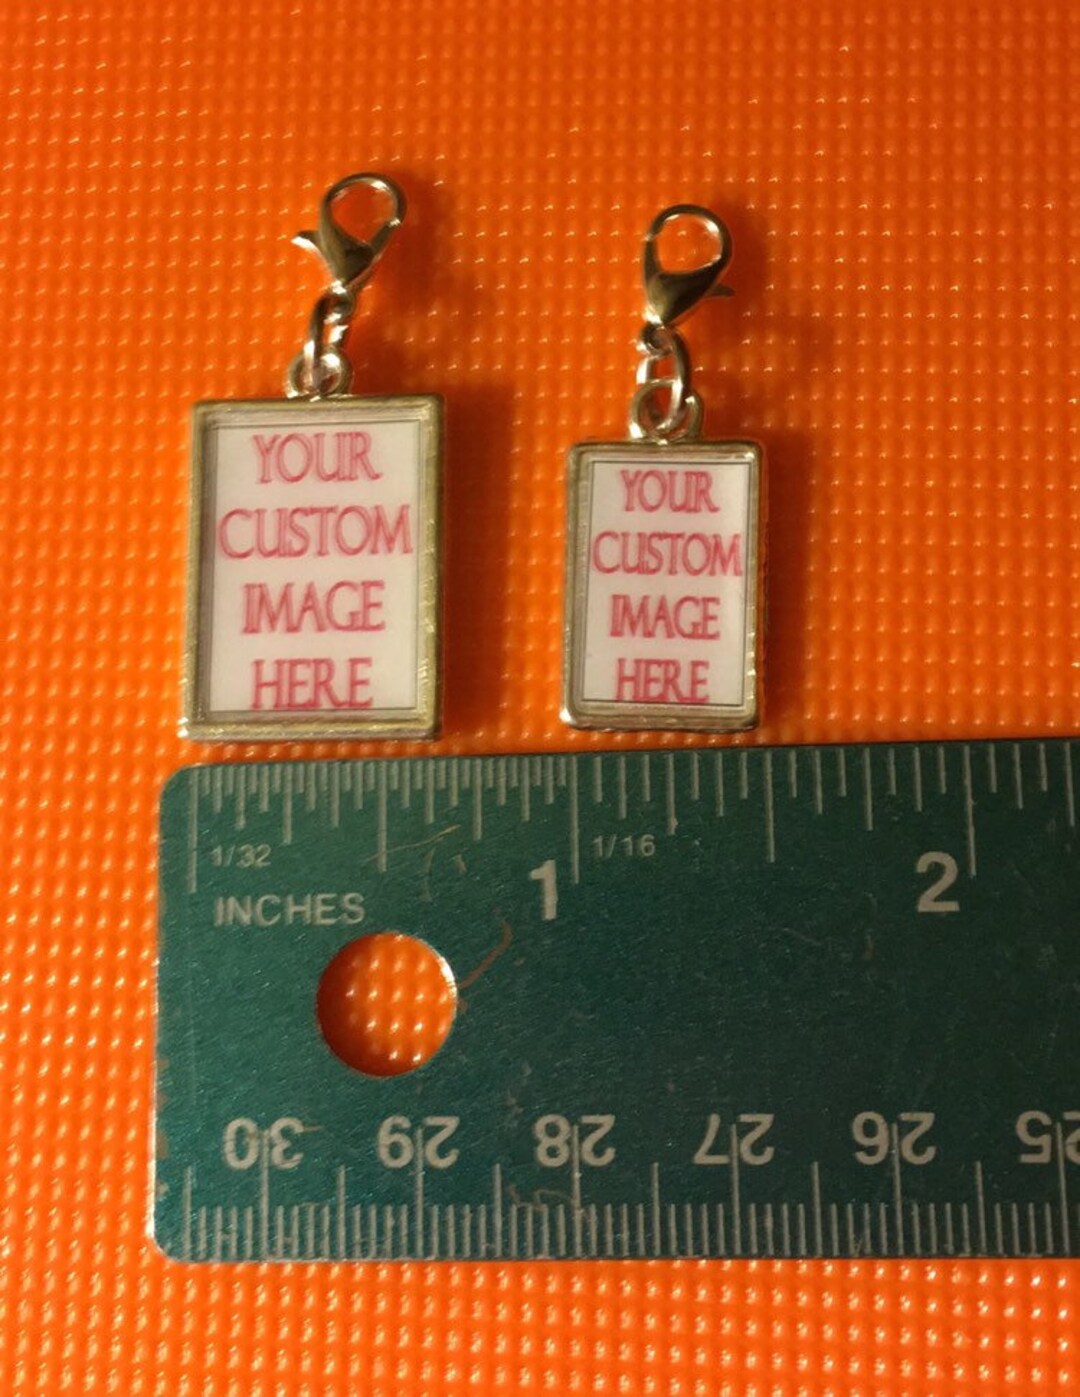 YOUR
CUSTOM
IMAGE
HERE
YOUR
CUSTOM
IMAGE
HERE
1/32
1
1/16
2
INCHES
30 29 28 27 26 25